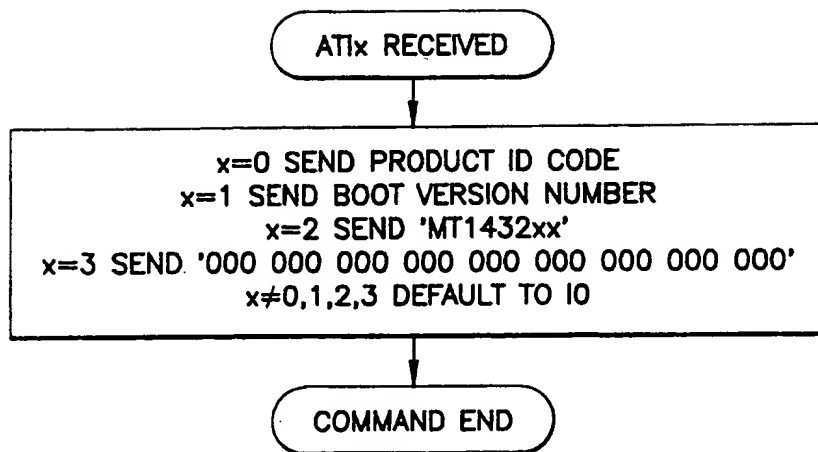 ATIx RECEIVED
x=0 SEND PRODUCT ID CODE
x=1 SEND BOOT VERSION NUMBER
x=2 SEND 'MT1432xx'
x=3 SEND '000 000 000 000 000 000 000 000 000'
x≠0,1,2,3 DEFAULT TO I0
COMMAND END